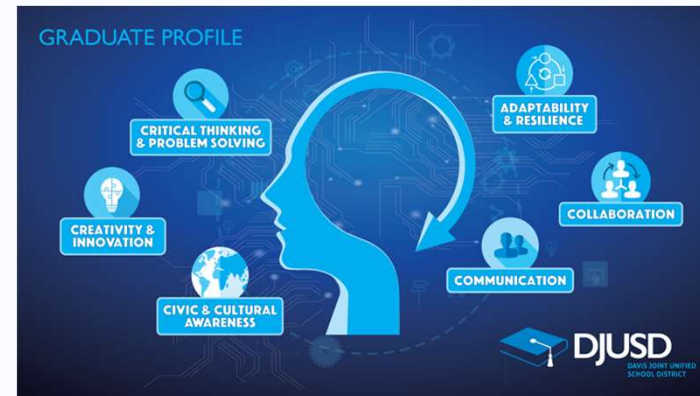 GRADUATE PROFILE
CRITICAL THINKING
& PROBLEM SOLVING
CREATIVITY &
INNOVATION
CIVIC & CULTURAL
AWARENESS
ADAPTABILITY
& RESILIENCE
COLLABORATION
COMMUNICATION
DJUSD
DAVIS JOINT UNIFIED
SCHOOL DISTRICT